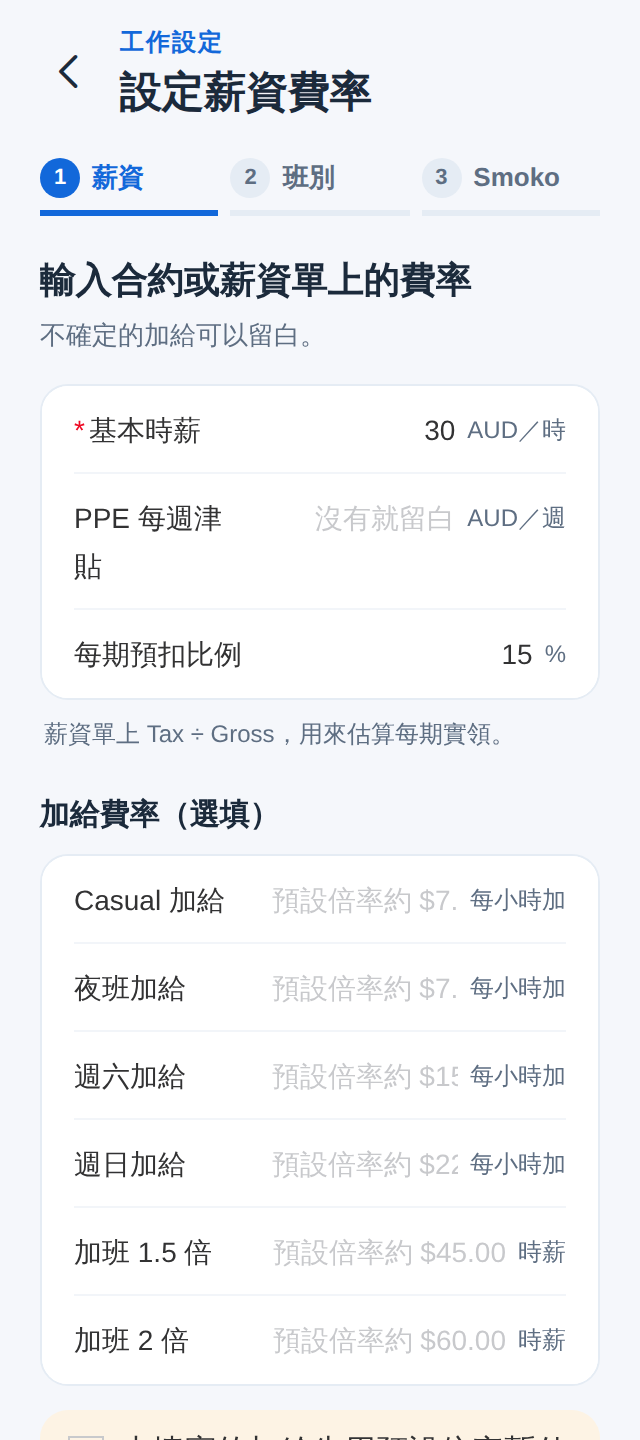 工作設定
設定薪資費率
1 薪資 2 班別 3 Smoko
輸入合約或薪資單上的費率
不確定的加給可以留白。
*基本時薪 30 AUD／時
PPE 每週津貼 沒有就留白 AUD／週
每期預扣比例 15 %
薪資單上 Tax ÷ Gross，用來估算每期實領。
加給費率（選填）
Casual 加給 預設倍率約 $7. 每小時加
夜班加給 預設倍率約 $7. 每小時加
週六加給 預設倍率約 $15 每小時加
週日加給 預設倍率約 $22 每小時加
加班 1.5 倍 預設倍率約 $45.00 時薪
加班 2 倍 預設倍率約 $60.00 時薪